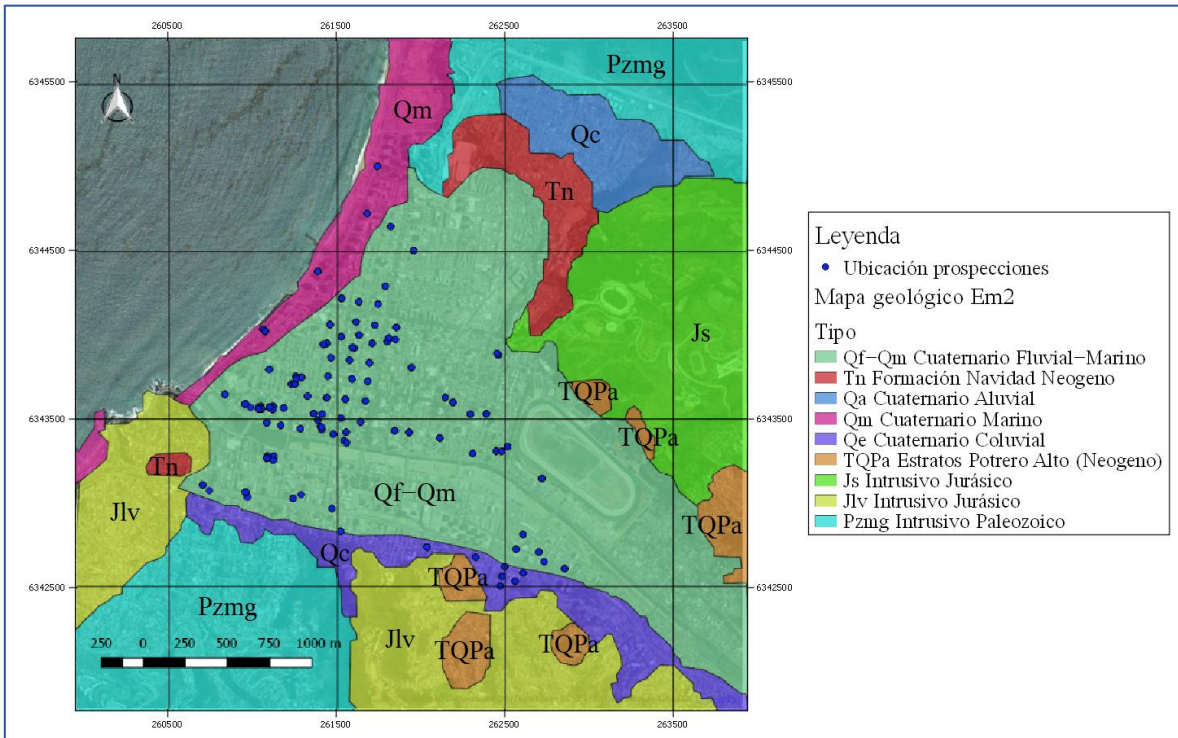 260500 261500 262500 263500
6345500 6345500
6344500 6344500
6343500 6343500
6342500 6342500
260500 261500 262500 263500
N
Pzmg
Qm
Qc
Tn
Js
TQPa
TQPa
Tn
Qf-Qm
Jlv
TQPa
Qc
TQPa
Pzmg
Jlv
TQPa
TQPa
250 0 250 500 750 1000 m
Leyenda
Ubicación prospecciones
Mapa geológico Em2
Tipo
Qf-Qm Cuaternario Fluvial-Marino
Tn Formación Navidad Neogeno
Qa Cuaternario Aluvial
Qm Cuaternario Marino
Qe Cuaternario Coluvial
TQPa Estratos Potrero Alto (Neogeno)
Js Intrusivo Jurásico
Jlv Intrusivo Jurásico
Pzmg Intrusivo Paleozoico